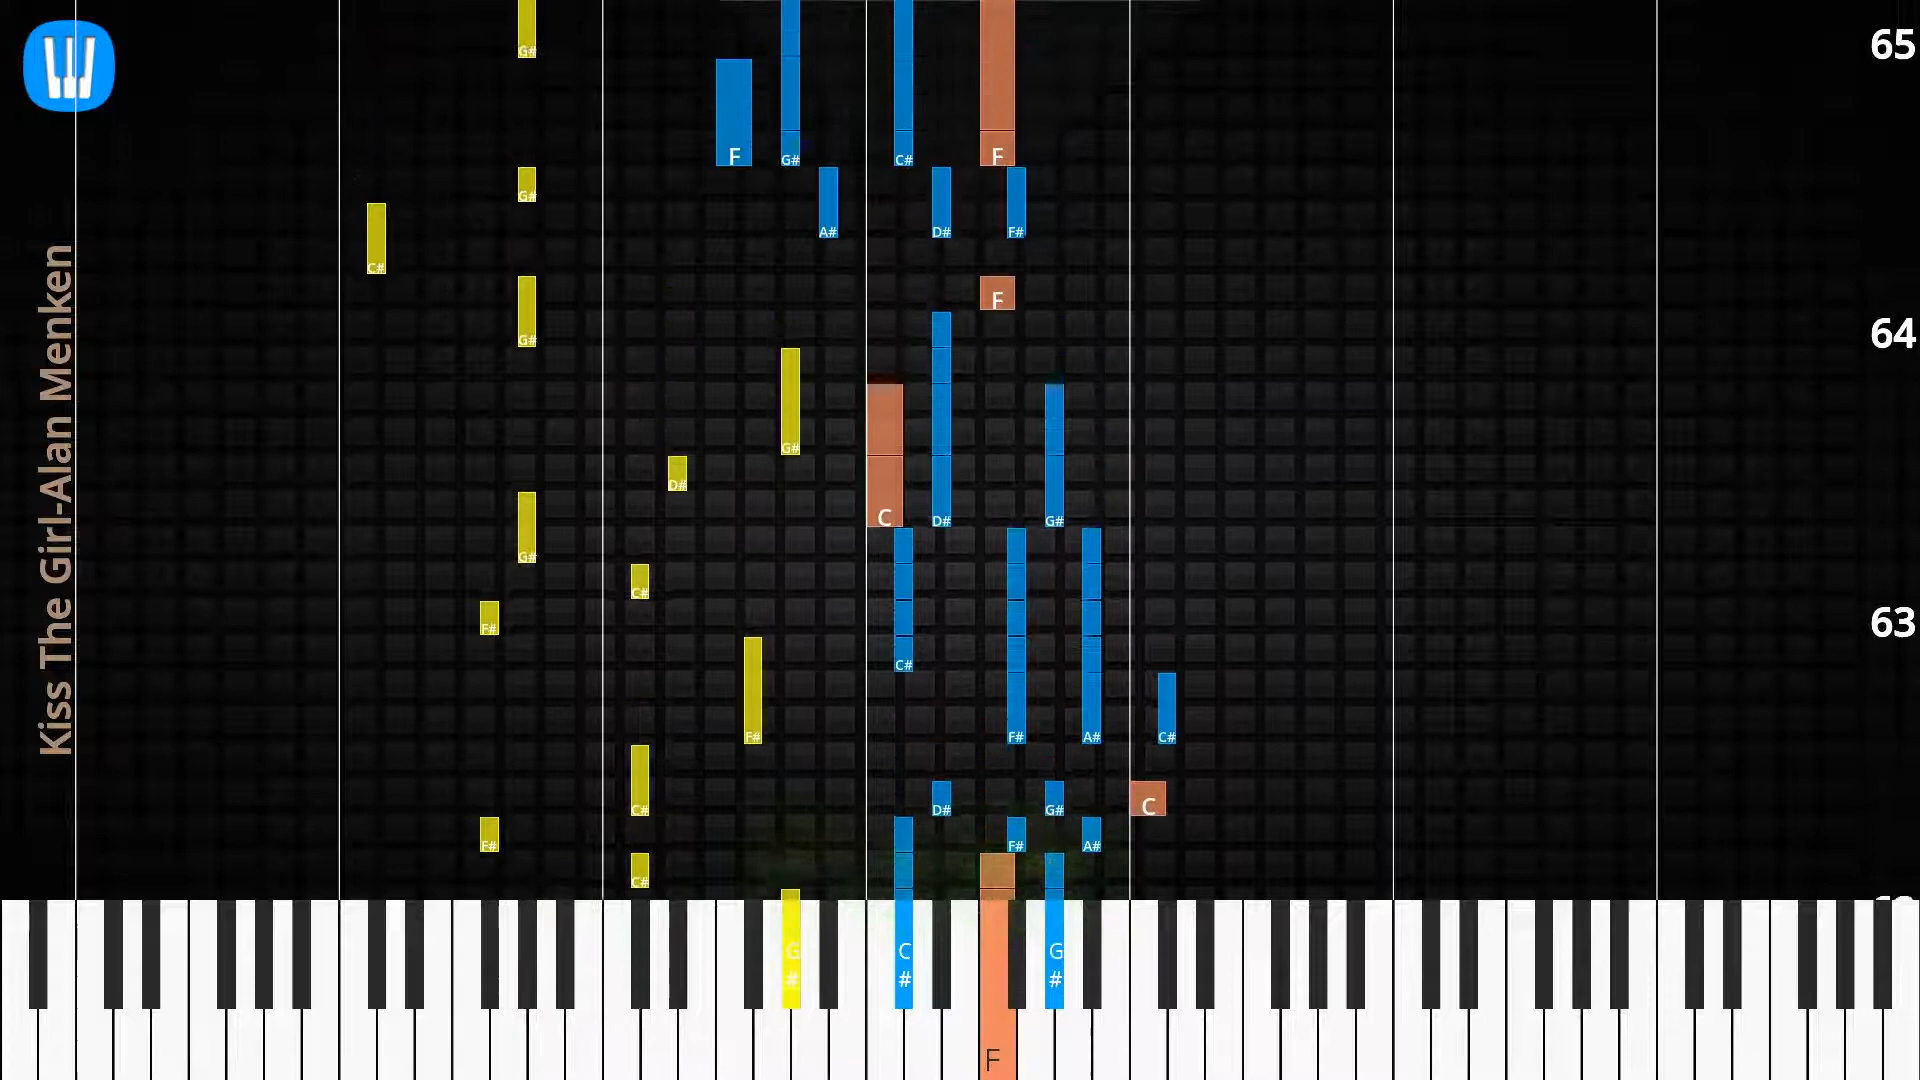 G#
65
F G# C# F
G# A# D# F#
C#
G# F
64
G#
D#
G# C D# G#
C#
F# C#
63
F# F# A# C#
C# D# G# C
F# F# A#
C#
G # C # G #
F
Kiss The Girl-Alan Menken